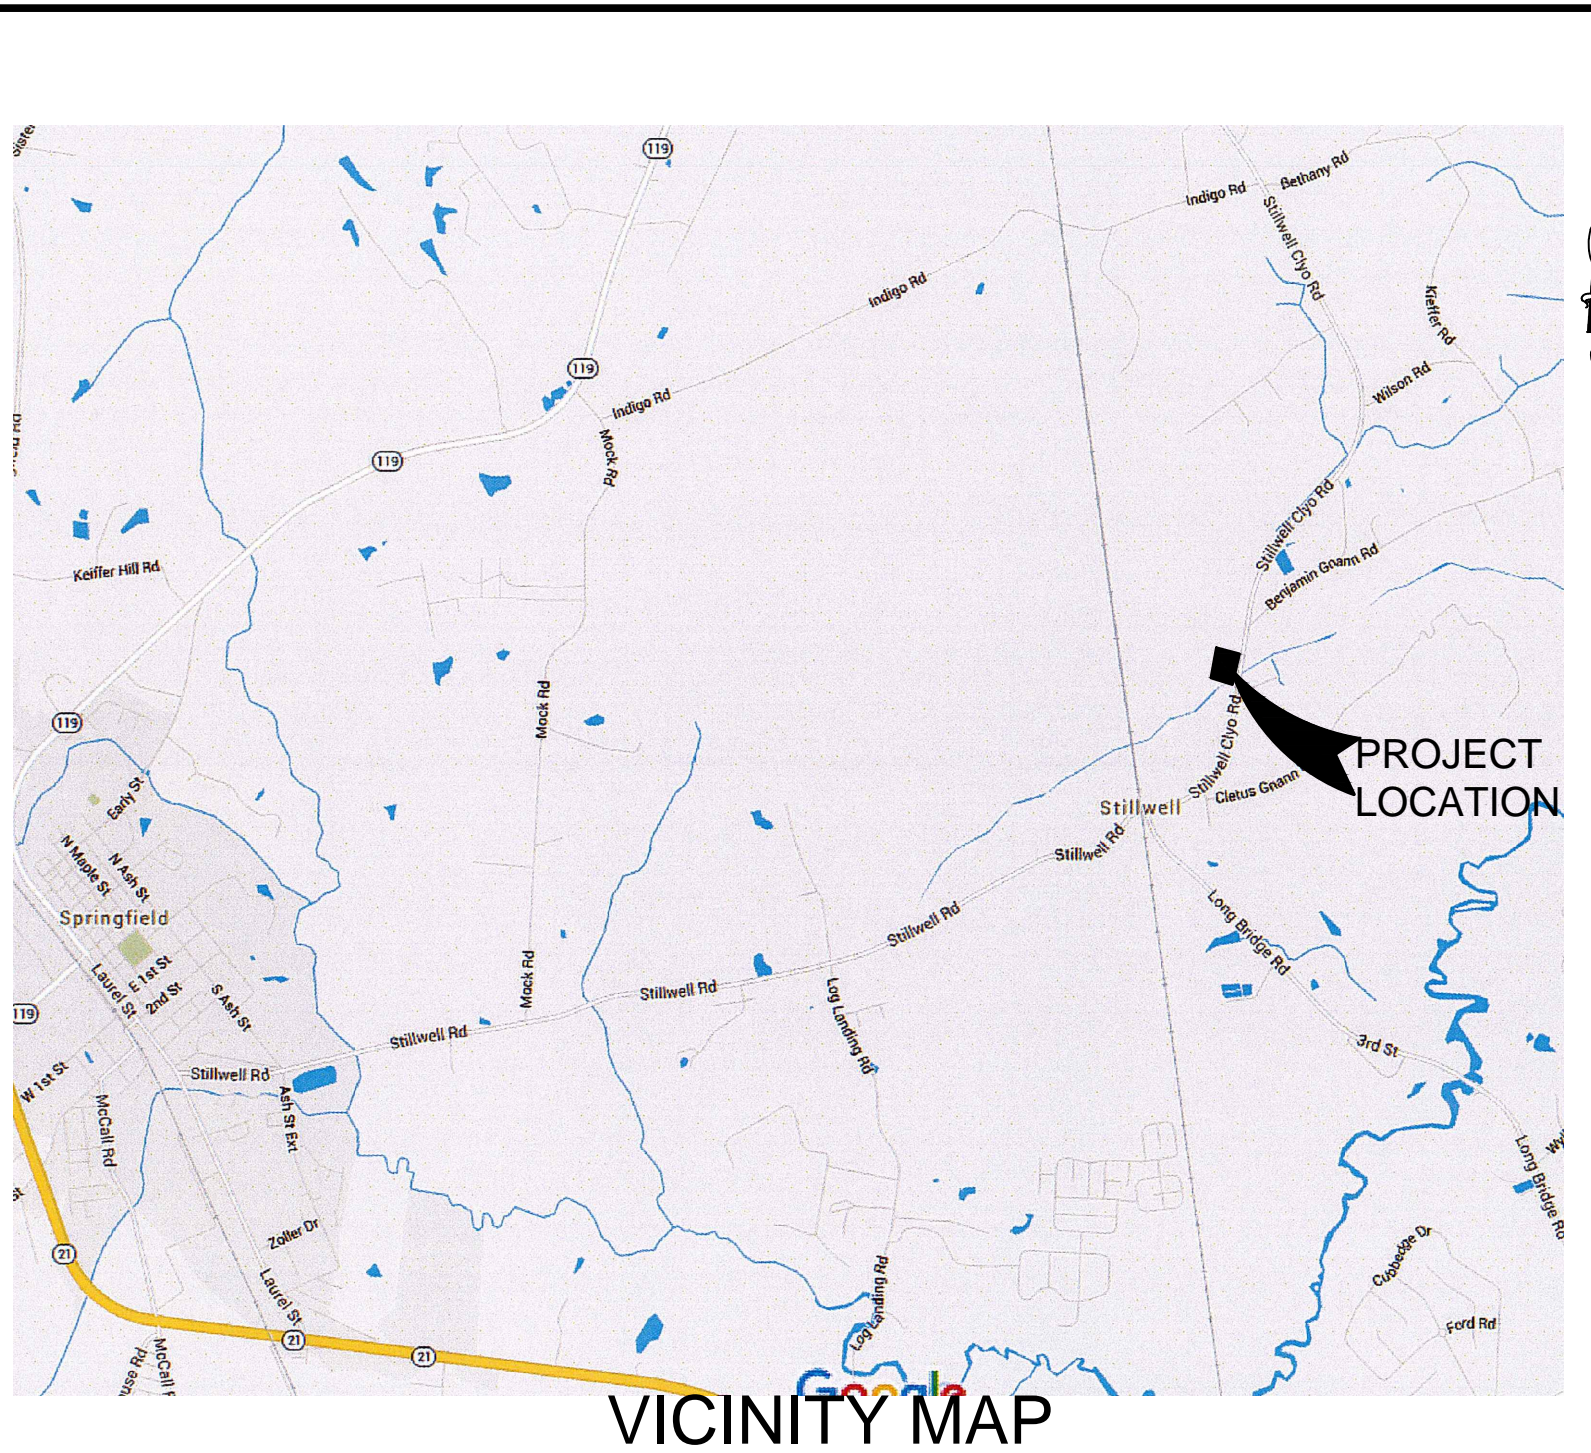 119
Indigo Rd
Bethany Rd
Stillwell Clyo Rd
Indigo Rd
Kieffer Rd
119
Wilson Rd
Indigo Rd
Mock Rd
119
Stillwell Clyo Rd
Keiffer Hill Rd
Benjamin Gnann Rd
Mock Rd
119
Stillwell Clyo Rd
PROJECT
LOCATION
Early St
Cletus Gnann
Stillwell
N Maple St
N Ash St
Stillwell Rd
Springfield
Stillwell Rd
Long Bridge Rd
Laurel St
E 1st St
2nd St
S Ash St
Mock Rd
Stillwell Rd
Log Landing Rd
119
Stillwell Rd
3rd St
W 1st St
Stillwell Rd
McCall Rd
Ash St Ext
Long Bridge Rd
Zoller Dr
21
Cubbedge Dr
Laurel St
Log Landing Rd
Ford Rd
21
21
Google
VICINITY MAP